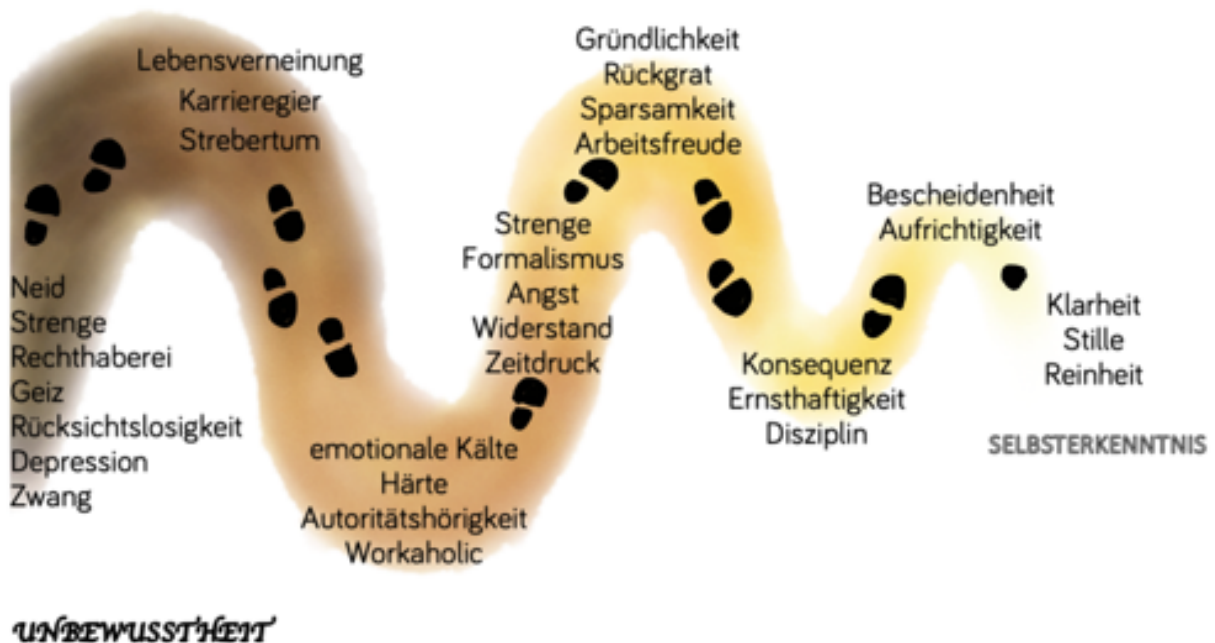 Lebensverneinung
Karrieregier
Strebertum
Gründlichkeit
Rückgrat
Sparsamkeit
Arbeitsfreude
Neid
Strenge
Rechthaberei
Geiz
Rücksichtslosigkeit
Depression
Zwang
emotionale Kälte
Härte
Autoritätshörigkeit
Workaholic
Strenge
Formalismus
Angst
Widerstand
Zeitdruck
Konsequenz
Ernsthaftigkeit
Disziplin
Bescheidenheit
Aufrichtigkeit
Klarheit
Stille
Reinheit
SELBSTERKENNTNIS
UNBEWUSSTHEIT